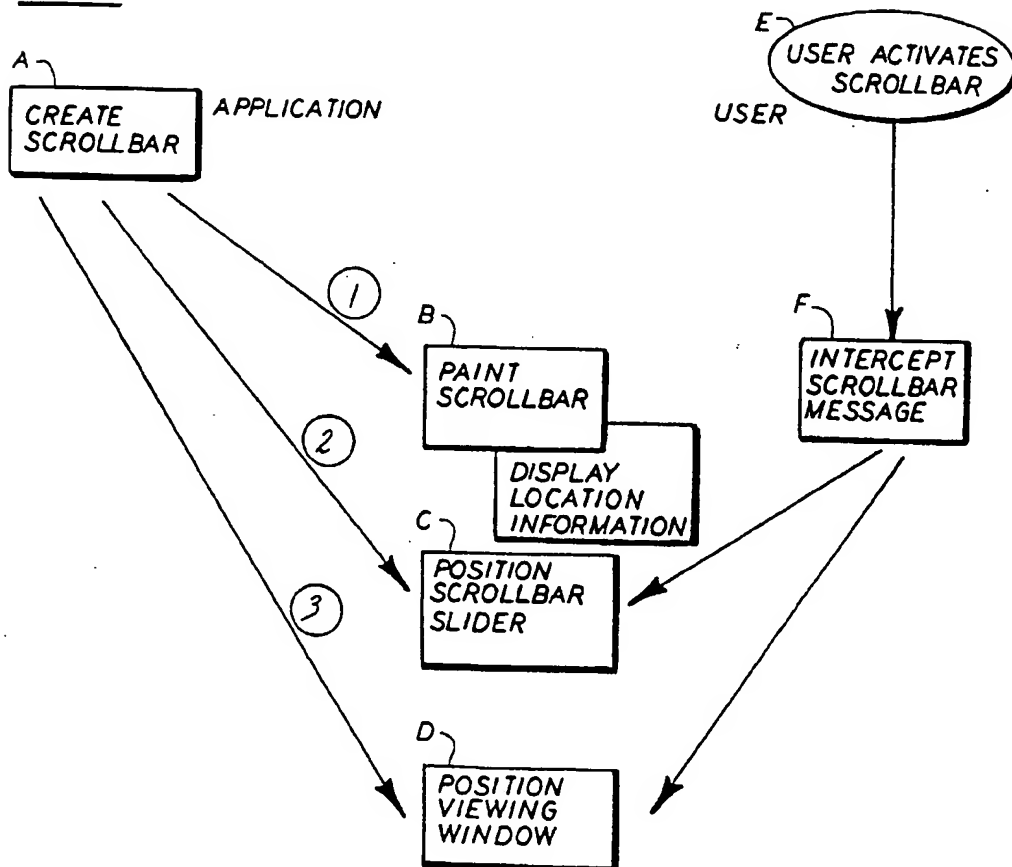 E
USER ACTIVATES
SCROLLBAR
A
CREATE
SCROLLBAR
APPLICATION
USER
1
B
PAINT
SCROLLBAR
F
INTERCEPT
SCROLLBAR
MESSAGE
2
DISPLAY
LOCATION
INFORMATION
C
POSITION
SCROLLBAR
SLIDER
3
D
POSITION
VIEWING
WINDOW